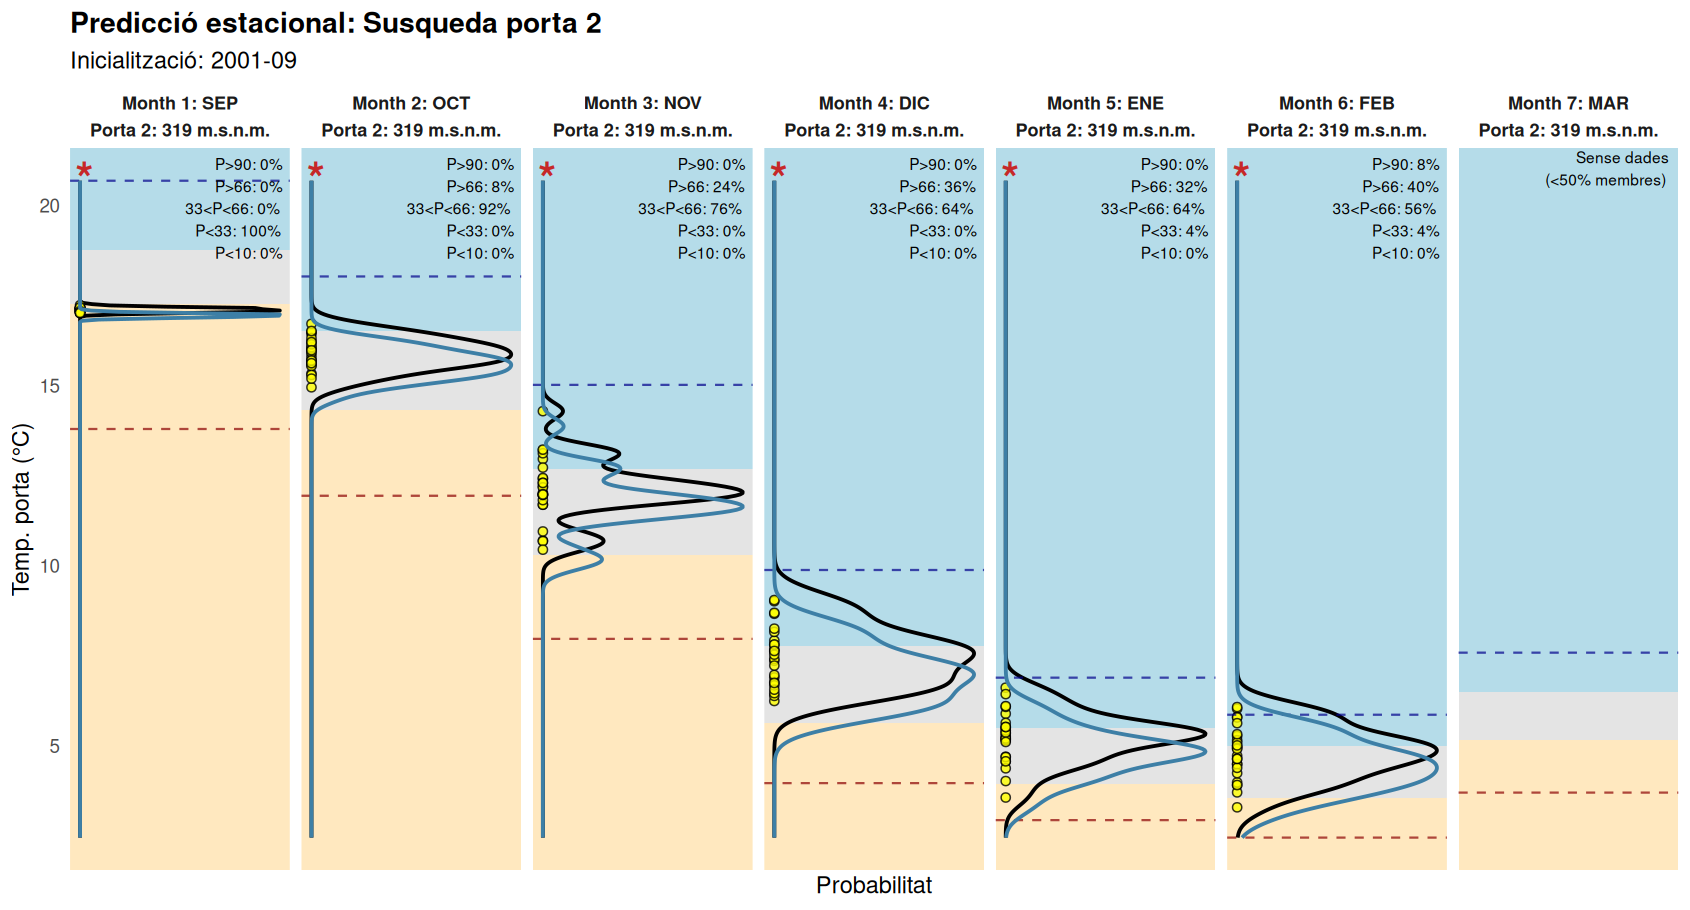 Predicció estacional: Susqueda porta 2
Inicialització: 2001-09
Month 1: SEP
Porta 2: 319 m.s.n.m.
Month 2: OCT
Porta 2: 319 m.s.n.m.
Month 3: NOV
Porta 2: 319 m.s.n.m.
Month 4: DIC
Porta 2: 319 m.s.n.m.
Month 5: ENE
Porta 2: 319 m.s.n.m.
Month 6: FEB
Porta 2: 319 m.s.n.m.
Month 7: MAR
Porta 2: 319 m.s.n.m.
*
P>90: 0%
P>66: 0%
33<P<66: 0%
P<33: 100%
P<10: 0%
*
P>90: 0%
P>66: 8%
33<P<66: 92%
P<33: 0%
P<10: 0%
*
P>90: 0%
P>66: 24%
33<P<66: 76%
P<33: 0%
P<10: 0%
*
P>90: 0%
P>66: 36%
33<P<66: 64%
P<33: 0%
P<10: 0%
*
P>90: 0%
P>66: 32%
33<P<66: 64%
P<33: 4%
P<10: 0%
*
P>90: 8%
P>66: 40%
33<P<66: 56%
P<33: 4%
P<10: 0%
Sense dades
(<50% membres)
20
15
10
5
Temp. porta (°C)
Probabilitat